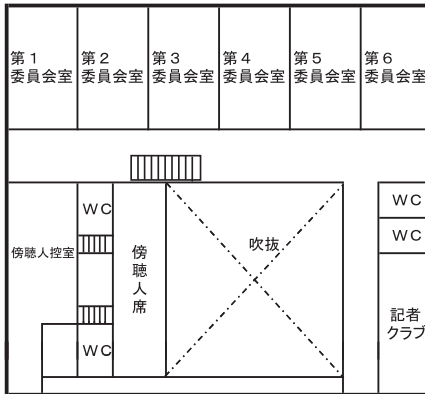 第１
委員会室
第２
委員会室
第３
委員会室
第４
委員会室
第５
委員会室
第６
委員会室
ＷＣ
ＷＣ
ＷＣ
傍聴人控室
傍聴人席
吹抜
記者
クラブ
ＷＣ